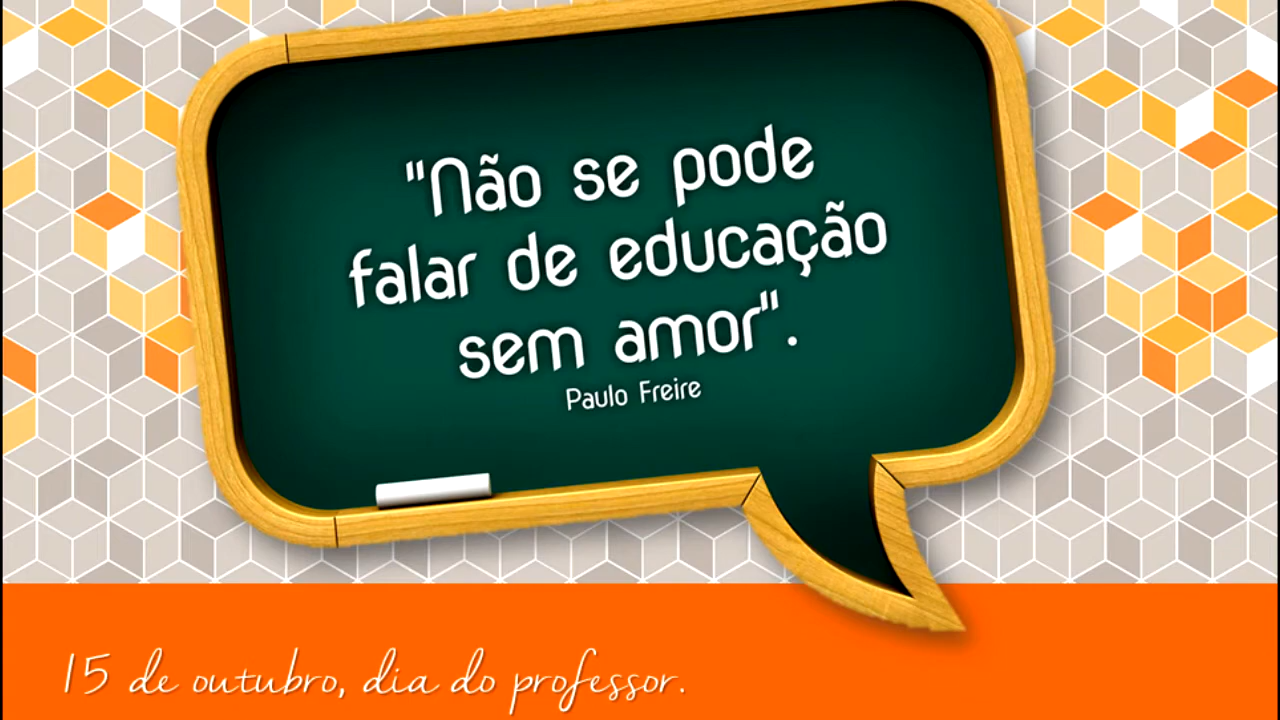 "Não se pode
falar de educação
sem amor".
Paulo Freire
15 de outubro, dia do professor.